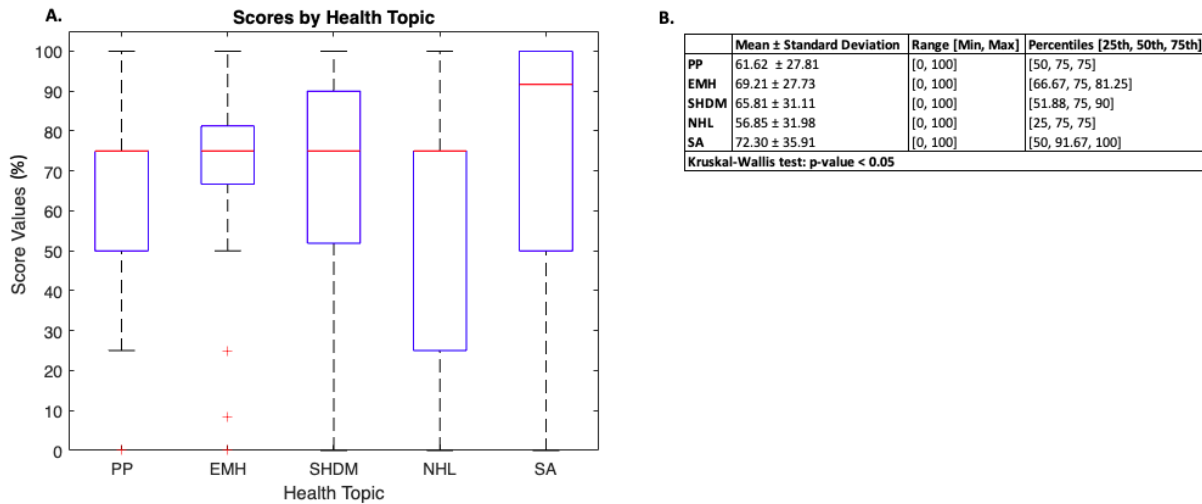 A.
Scores by Health Topic
100
90
80
70
60
50
40
30
20
10
0
Score Values (%)
PP EMH SHDM NHL SA
Health Topic
B.
Mean ± Standard Deviation Range [Min, Max] Percentiles [25th, 50th, 75th]
PP 61.62 ± 27.81 [0, 100] [50, 75, 75]
EMH 69.21 ± 27.73 [0, 100] [66.67, 75, 81.25]
SHDM 65.81 ± 31.11 [0, 100] [51.88, 75, 90]
NHL 56.85 ± 31.98 [0, 100] [25, 75, 75]
SA 72.30 ± 35.91 [0, 100] [50, 91.67, 100]
Kruskal-Wallis test: p-value < 0.05